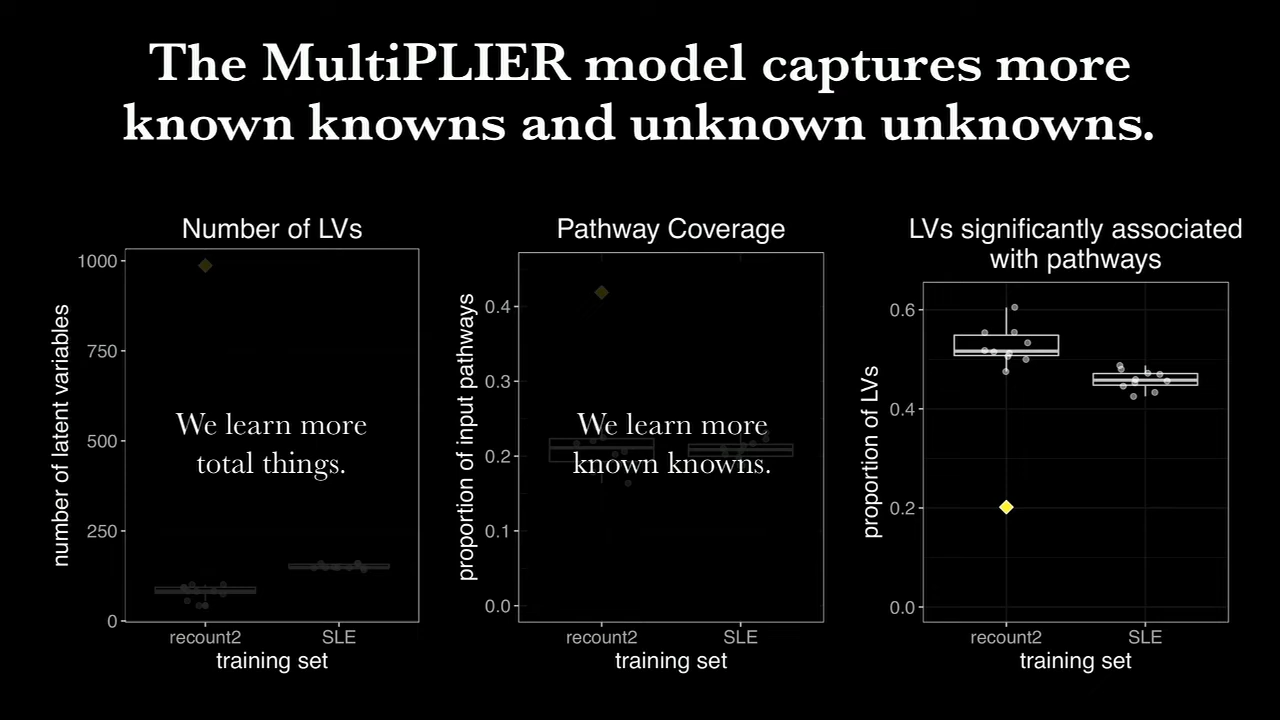 The MultiPLIER model captures more
known knowns and unknown unknowns.
Number of LVs
1000
750
500
250
0
number of latent variables
We learn more
total things.
recount2
SLE
training set
Pathway Coverage
0.4
0.3
0.2
0.1
0.0
proportion of input pathways
We learn more
known knowns.
recount2
SLE
training set
LVs significantly associated
with pathways
0.6
0.4
0.2
0.0
proportion of LVs
recount2
SLE
training set